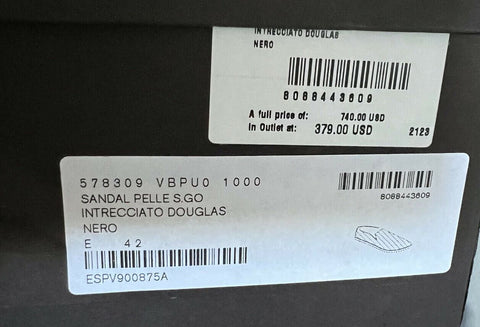 INTRECCIATO DOUGLAS
NERO
8088443609
A full price of: 740.00 USD
In Outlet at: 379.00 USD
2123
578309 VBPU0 1000
SANDAL PELLE S.GO
INTRECCIATO DOUGLAS
NERO
E 42
ESPV900875A
8088443609